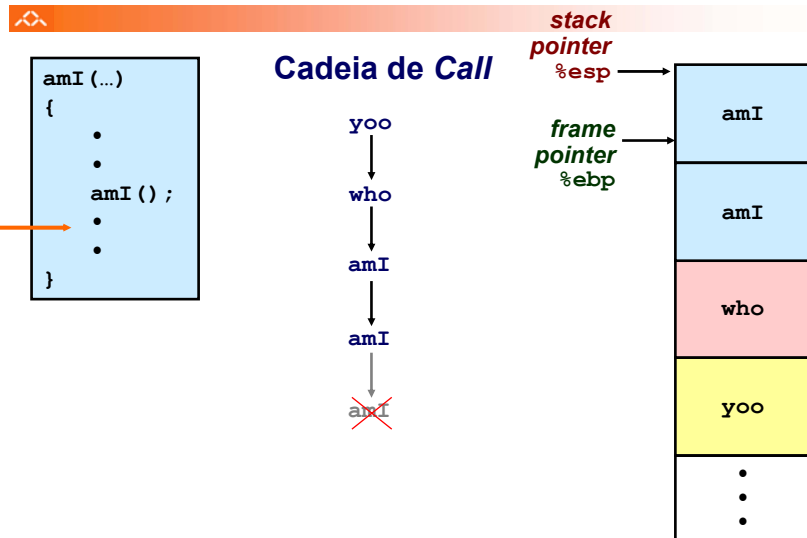 amI(…)
{
•
•
amI();
•
•
}
Cadeia de Call
yoo
who
amI
amI
amI
stack
pointer
%esp
frame
pointer
%ebp
amI
amI
who
yoo
•
•
•